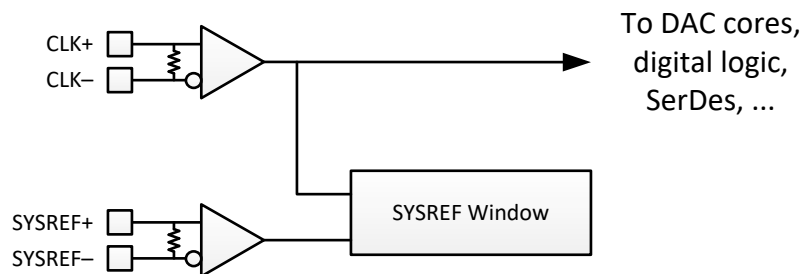 CLK+
CLK–
To DAC cores,
digital logic,
SerDes, ...
SYSREF+
SYSREF–
SYSREF Window